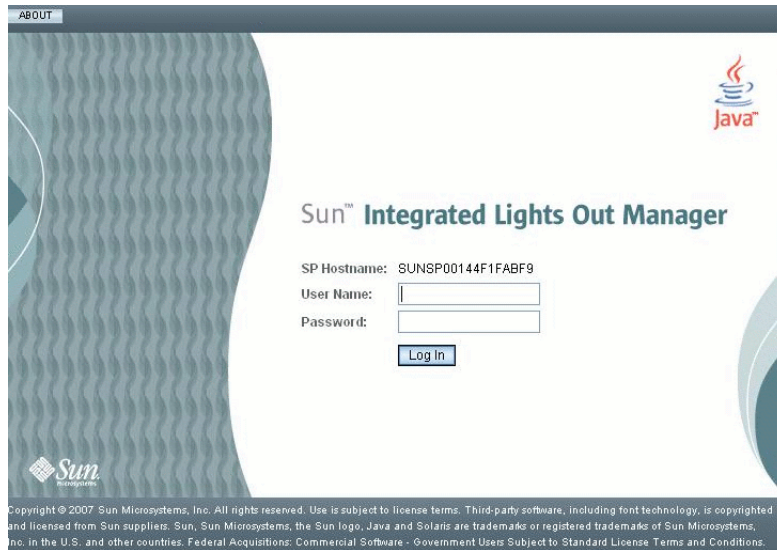 ABOUT
Java™
Sun™ Integrated Lights Out Manager
SP Hostname: SUNSP00144F1FABF9
User Name:
Password:
Log In
Sun
microsystems
Copyright © 2007 Sun Microsystems, Inc. All rights reserved. Use is subject to license terms. Third-party software, including font technology, is copyrighted
and licensed from Sun suppliers. Sun, Sun Microsystems, the Sun logo, Java and Solaris are trademarks or registered trademarks of Sun Microsystems,
Inc. in the U.S. and other countries. Federal Acquisitions: Commercial Software - Government Users Subject to Standard License Terms and Conditions.